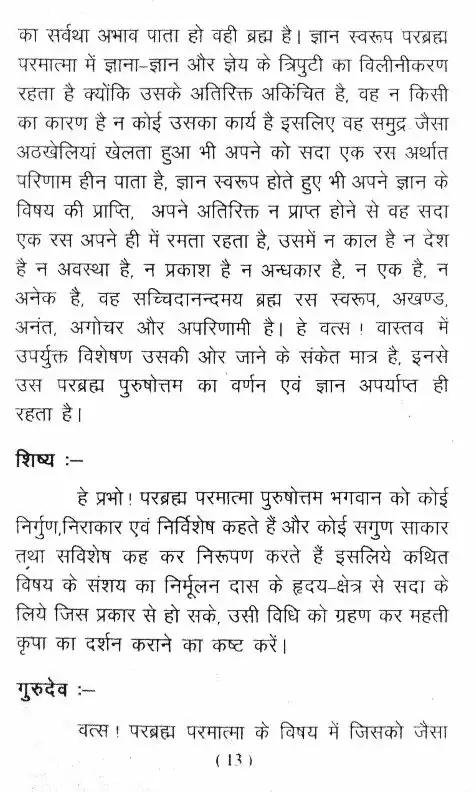 का सर्वथा अभाव पाता हो वही ब्रह्म है। ज्ञान स्वरूप परब्रह्म
परमात्मा में ज्ञाना-ज्ञान और ज्ञेय के त्रिपुटी का विलीनीकरण
रहता है क्योंकि उसके अतिरिक्त अकिंचित है, वह न किसी
का कारण है न कोई उसका कार्य है इसलिए वह समुद्र जैसा
अठखेलियां खेलता हुआ भी अपने को सदा एक रस अर्थात
परिणाम हीन पाता है, ज्ञान स्वरूप होते हुए भी अपने ज्ञान के
विषय की प्राप्ति, अपने अतिरिक्त न प्राप्त होने से वह सदा
एक रस अपने ही में रमता रहता है, उसमें न काल है न देश
है न अवस्था है, न प्रकाश है न अन्धकार है, न एक है, न
अनेक है, वह सच्चिदानन्दमय ब्रह्म रस स्वरूप, अखण्ड,
अनंत, अगोचर और अपरिणामी है। हे वत्स ! वास्तव में
उपर्युक्त विशेषण उसकी ओर जाने के संकेत मात्र है, इनसे
उस परब्रह्म पुरुषोत्तम का वर्णन एवं ज्ञान अपर्याप्त ही
रहता है।
शिष्य :–
हे प्रभो ! परब्रह्म परमात्मा पुरुषोत्तम भगवान को कोई
निर्गुण,निराकार एवं निर्विशेष कहते हैं और कोई सगुण साकार
तथा सविशेष कह कर निरूपण करते हैं इसलिये कथित
विषय के संशय का निर्मूलन दास के हृदय-क्षेत्र से सदा के
लिये जिस प्रकार से हो सके, उसी विधि को ग्रहण कर महती
कृपा का दर्शन कराने का कष्ट करें।
गुरुदेव :–
वत्स ! परब्रह्म परमात्मा के विषय में जिसको जैसा
( 13 )